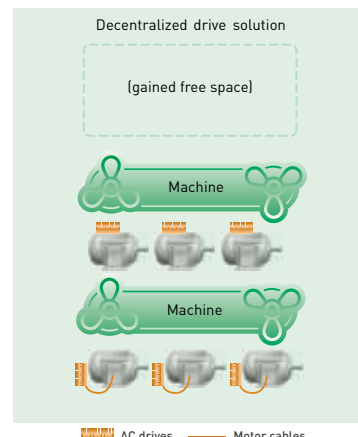 Decentralized drive solution
(gained free space)
Machine
Machine
AC drives
Motor cables